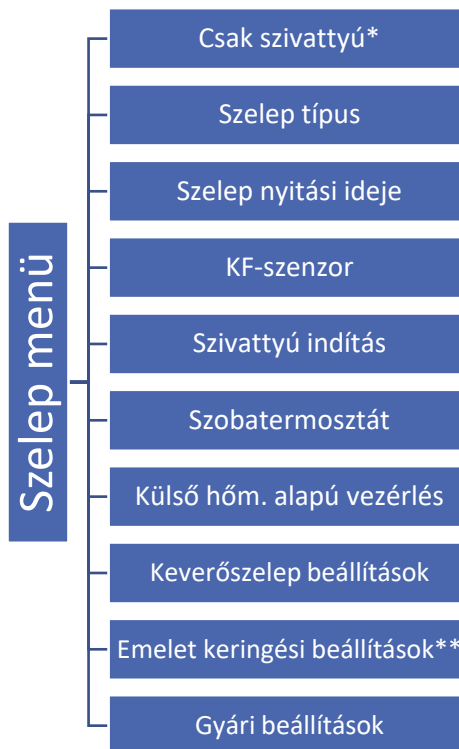 Szelep menü
Csak szivattyú*
Szelep típus
Szelep nyitási ideje
KF-szenzor
Szivattyú indítás
Szobatermosztát
Külső hőm. alapú vezérlés
Keverőszelep beállítások
Emelet keringési beállítások**
Gyári beállítások